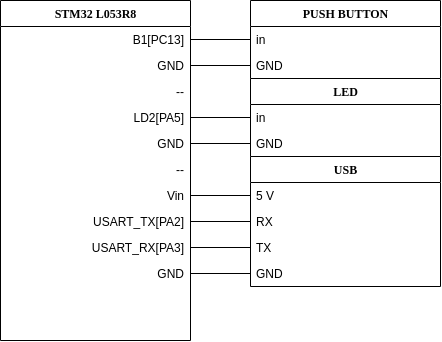 STM32 L053R8
PUSH BUTTON
B1[PC13]
in
GND
GND
--
LED
LD2[PA5]
in
GND
GND
--
USB
Vin
5 V
USART_TX[PA2]
RX
USART_RX[PA3]
TX
GND
GND